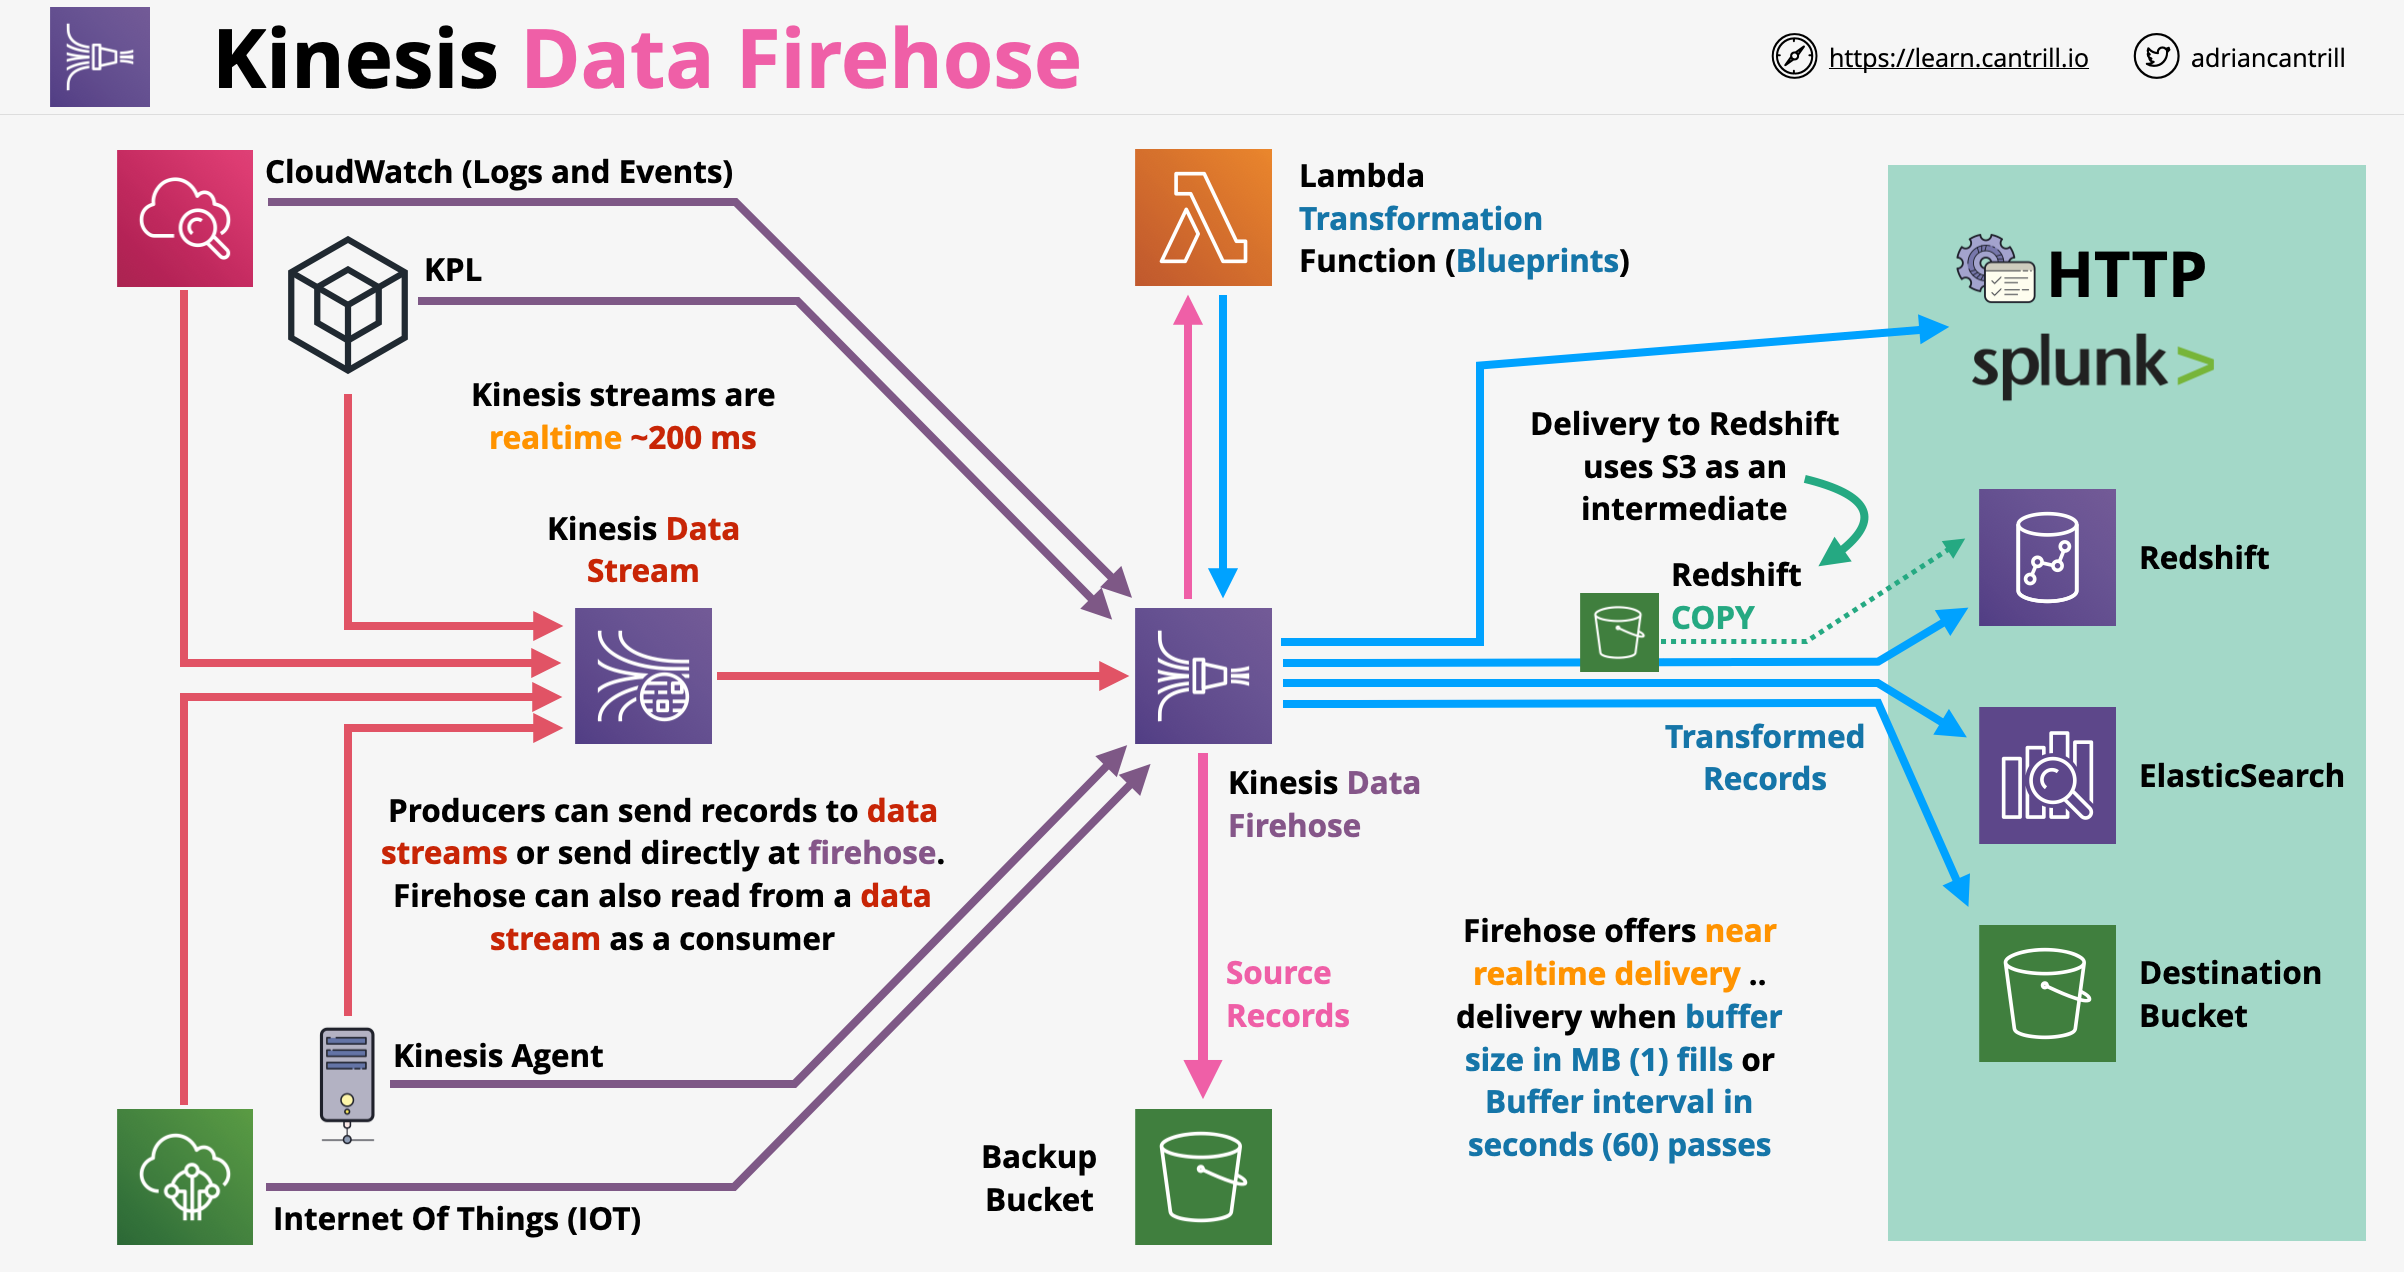 Kinesis Data Firehose
https://learn.cantrill.io
adriancantrill
CloudWatch (Logs and Events)
KPL
Kinesis streams are
realtime ~200 ms
Kinesis Data
Stream
Producers can send records to data
streams or send directly at firehose.
Firehose can also read from a data
stream as a consumer
Kinesis Agent
Internet Of Things (IOT)
Lambda
Transformation
Function (Blueprints)
Kinesis Data
Firehose
Source
Records
Backup
Bucket
Delivery to Redshift
uses S3 as an
intermediate
Redshift
COPY
Transformed
Records
Firehose offers near
realtime delivery ..
delivery when buffer
size in MB (1) fills or
Buffer interval in
seconds (60) passes
HTTP
splunk>
Redshift
ElasticSearch
Destination
Bucket